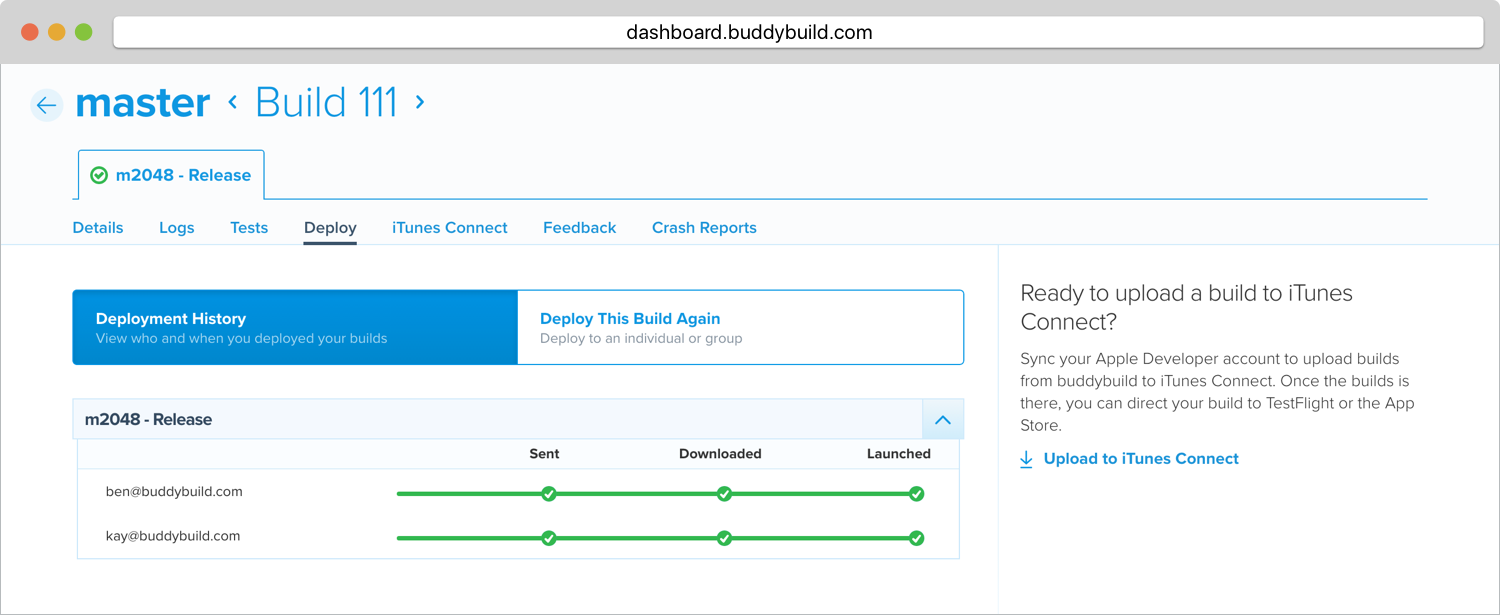 dashboard.buddybuild.com
master ‹ Build 111 ›
m2048 - Release
Details Logs Tests Deploy iTunes Connect Feedback Crash Reports
Deployment History
View who and when you deployed your builds
Deploy This Build Again
Deploy to an individual or group
m2048 - Release
Sent Downloaded Launched
ben@buddybuild.com
kay@buddybuild.com
Ready to upload a build to iTunes
Connect?
Sync your Apple Developer account to upload builds
from buddybuild to iTunes Connect. Once the builds is
there, you can direct your build to TestFlight or the App
Store.
Upload to iTunes Connect